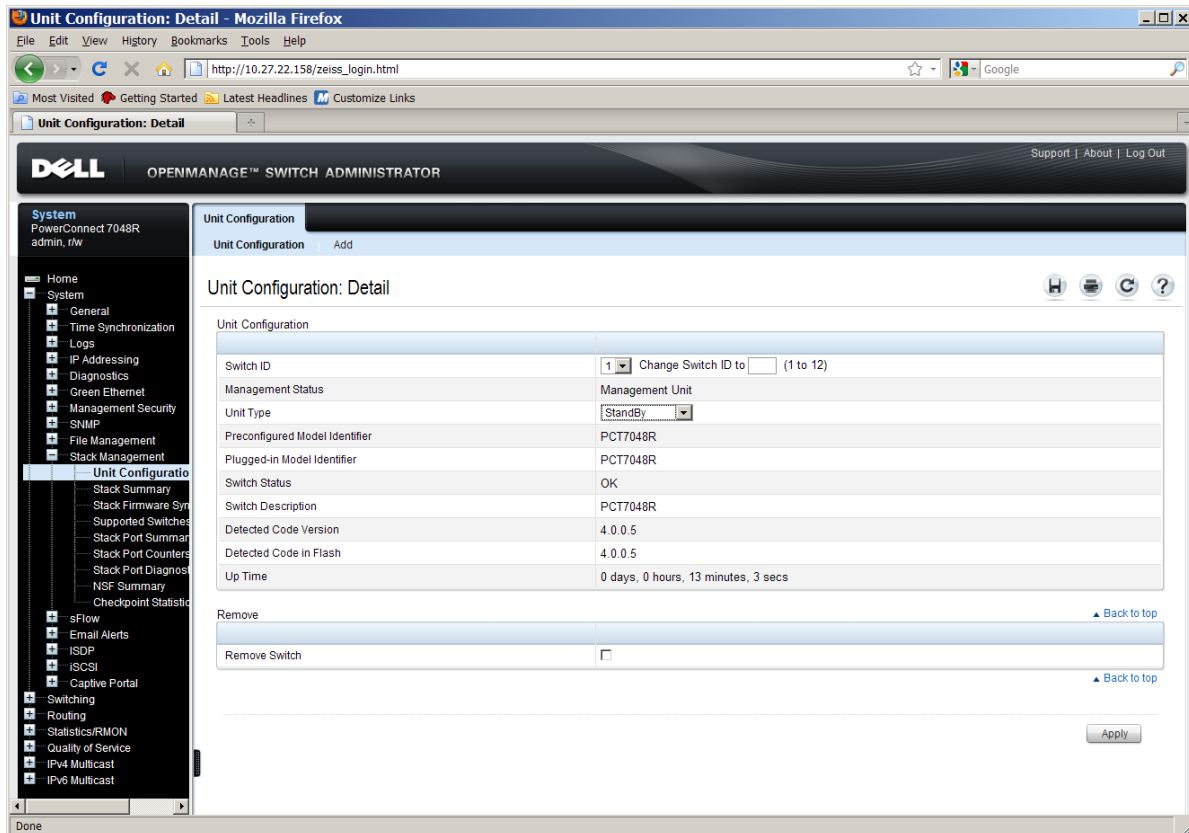 Unit Configuration: Detail - Mozilla Firefox
File Edit View History Bookmarks Tools Help
http://10.27.22.158/zeiss_login.html
Google
Most Visited Getting Started Latest Headlines Customize Links
Unit Configuration: Detail
Support | About | Log Out
DELL OPENMANAGE™ SWITCH ADMINISTRATOR
System
PowerConnect 7048R
admin, r/w
Home
System
General
Time Synchronization
Logs
IP Addressing
Diagnostics
Green Ethernet
Management Security
SNMP
File Management
Stack Management
Unit Configuratio
Stack Summary
Stack Firmware Syn
Supported Switches
Stack Port Summar
Stack Port Counters
Stack Port Diagnost
NSF Summary
Checkpoint Statistic
sFlow
Email Alerts
ISDP
iSCSI
Captive Portal
Switching
Routing
Statistics/RMON
Quality of Service
IPv4 Multicast
IPv6 Multicast
Unit Configuration
Unit Configuration Add
Unit Configuration: Detail
Unit Configuration
Switch ID 1 Change Switch ID to (1 to 12)
Management Status Management Unit
Unit Type StandBy
Preconfigured Model Identifier PCT7048R
Plugged-in Model Identifier PCT7048R
Switch Status OK
Switch Description PCT7048R
Detected Code Version 4.0.0.5
Detected Code in Flash 4.0.0.5
Up Time 0 days, 0 hours, 13 minutes, 3 secs
Remove Back to top
Remove Switch
Back to top
Apply
Done